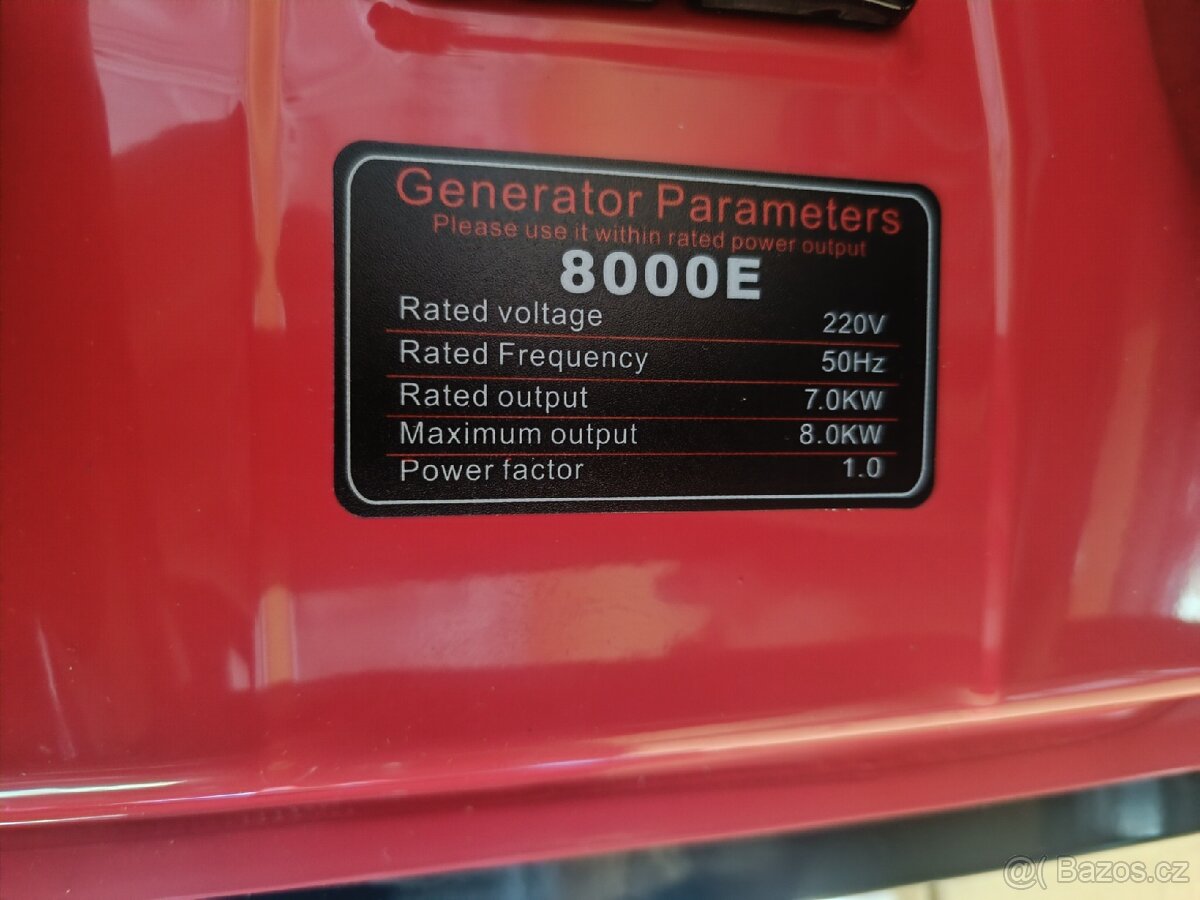 Generator Parameters
Please use it within rated power output
8000E
Rated voltage 220V
Rated Frequency 50Hz
Rated output 7.0KW
Maximum output 8.0KW
Power factor 1.0
@( Bazos.cz